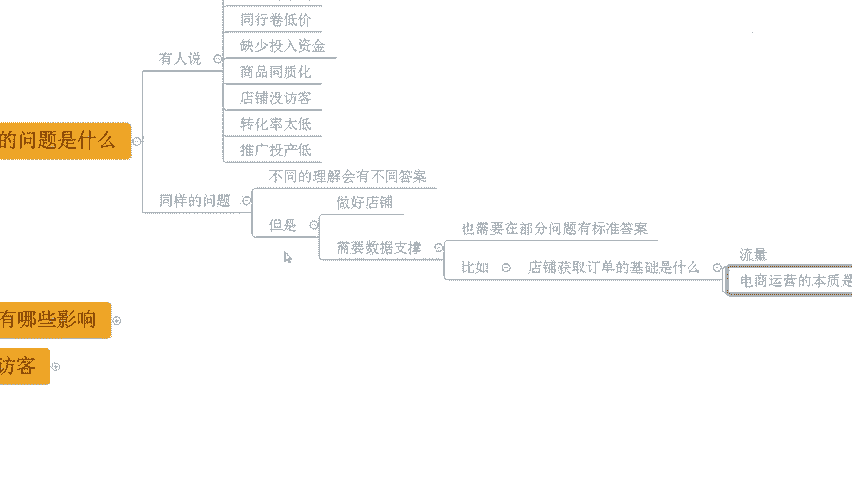 同行卷低价
缺少投入资金
有人说
商品同质化
店铺没访客
转化率太低
的问题是什么
推广投产低
不同的理解会有不同答案
同样的问题
做好店铺
但是
也需要在部分问题有标准答案
需要数据支撑
流量
比如
店铺获取订单的基础是什么
电商运营的本质是
有哪些影响
访客